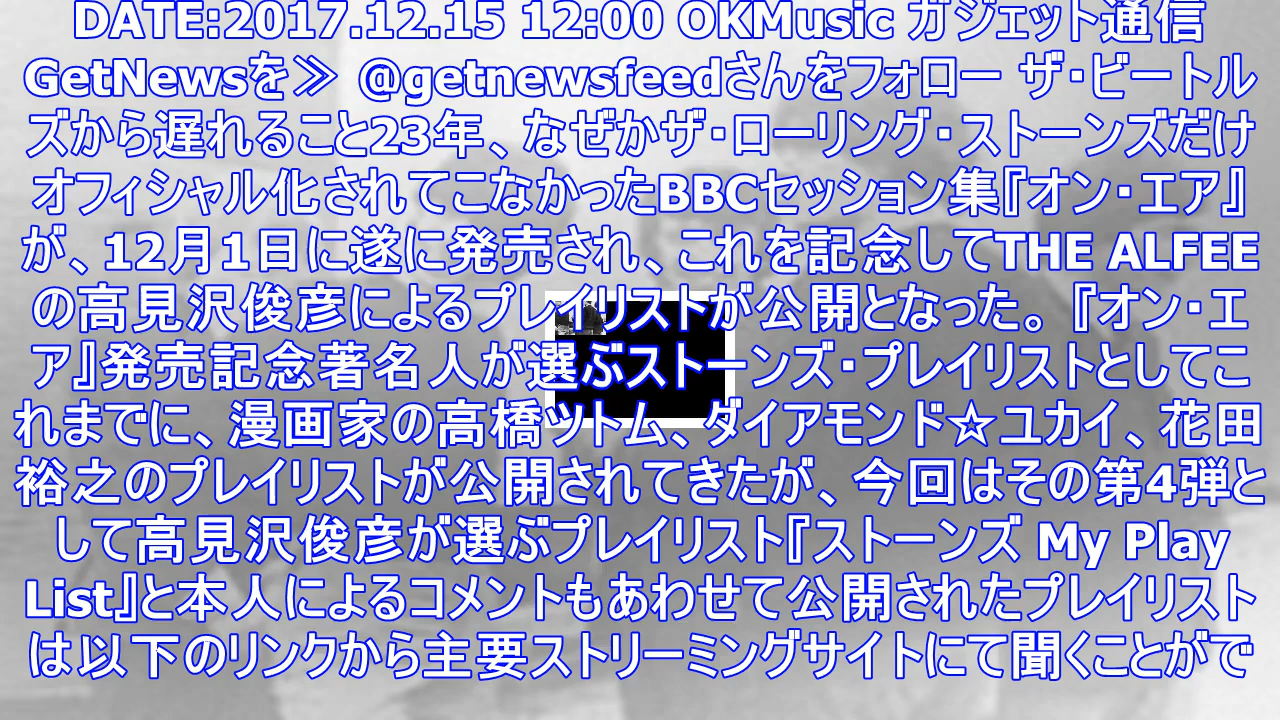 DATE:2017.12.15 12:00 OKMusic ガジェット通信
GetNewsを≫ @getnewsfeedさんをフォロー ザ・ビートル
ズから遅れること23年、なぜかザ・ローリング・ストーンズだけ
オフィシャル化されてこなかったBBCセッション集『オン・エア』
が、12月1日に遂に発売され、これを記念してTHE ALFEE
の高見沢俊彦によるプレイリストが公開となった。『オン・エ
ア』発売記念著名人が選ぶストーンズ・プレイリストとしてこ
れまでに、漫画家の高橋ツトム、ダイアモンド☆ユカイ、花田
裕之のプレイリストが公開されてきたが、今回はその第4弾と
して高見沢俊彦が選ぶプレイリスト『ストーンズ My Play
List』と本人によるコメントもあわせて公開されたプレイリスト
は以下のリンクから主要ストリーミングサイトにて聞くことがで